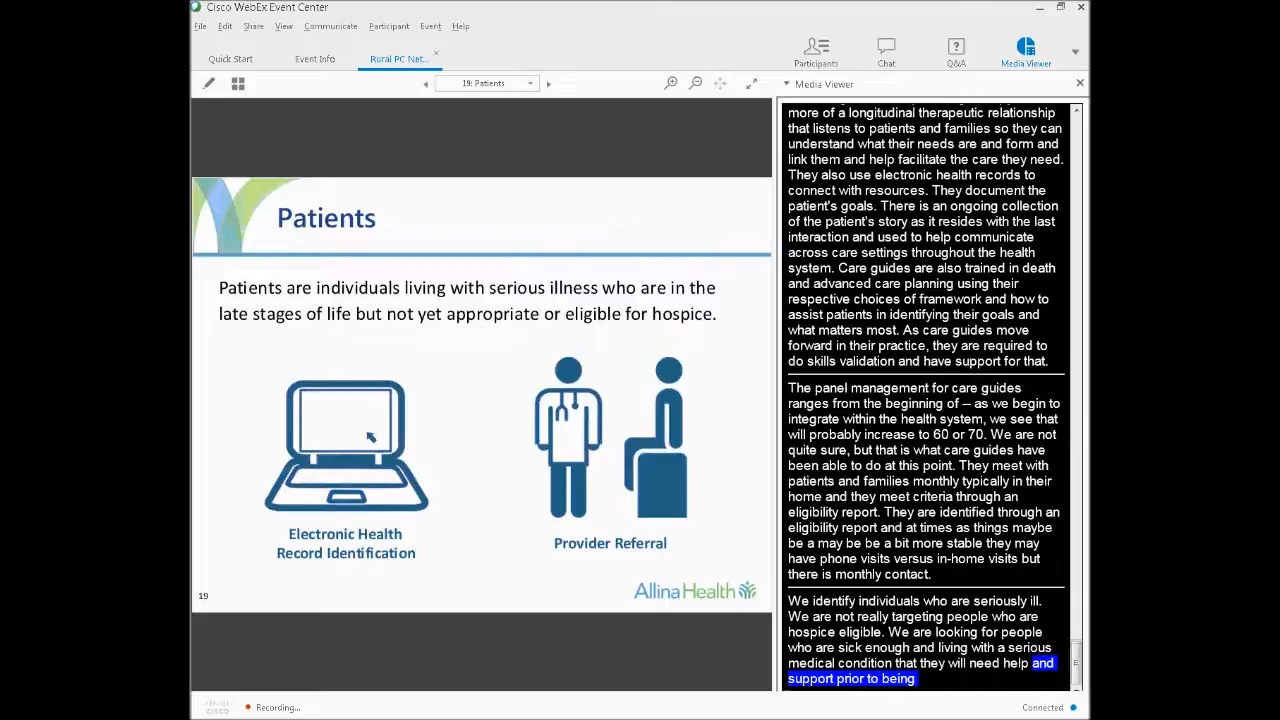 Cisco WebEx Event Center
File Edit Share View Communicate Participant Event Help
Quick Start Event Info Rural PC Net...
Participants Chat Q&A Media Viewer
19: Patients
Media Viewer
Patients
Patients are individuals living with serious illness who are in the
late stages of life but not yet appropriate or eligible for hospice.
Electronic Health
Record Identification
Provider Referral
AllinaHealth
19
more of a longitudinal therapeutic relationship
that listens to patients and families so they can
understand what their needs are and form and
link them and help facilitate the care they need.
They also use electronic health records to
connect with resources. They document the
patient's goals. There is an ongoing collection
of the patient's story as it resides with the last
interaction and used to help communicate
across care settings throughout the health
system. Care guides are also trained in death
and advanced care planning using their
respective choices of framework and how to
assist patients in identifying their goals and
what matters most. As care guides move
forward in their practice, they are required to
do skills validation and have support for that.
The panel management for care guides
ranges from the beginning of -- as we begin to
integrate within the health system, we see that
will probably increase to 60 or 70. We are not
quite sure, but that is what care guides have
been able to do at this point. They meet with
patients and families monthly typically in their
home and they meet criteria through an
eligibility report. They are identified through an
eligibility report and at times as things maybe
be a may be be a bit more stable they may
have phone visits versus in-home visits but
there is monthly contact.
We identify individuals who are seriously ill.
We are not really targeting people who are
hospice eligible. We are looking for people
who are sick enough and living with a serious
medical condition that they will need help and
support prior to being
cisco
Recording...
Connected